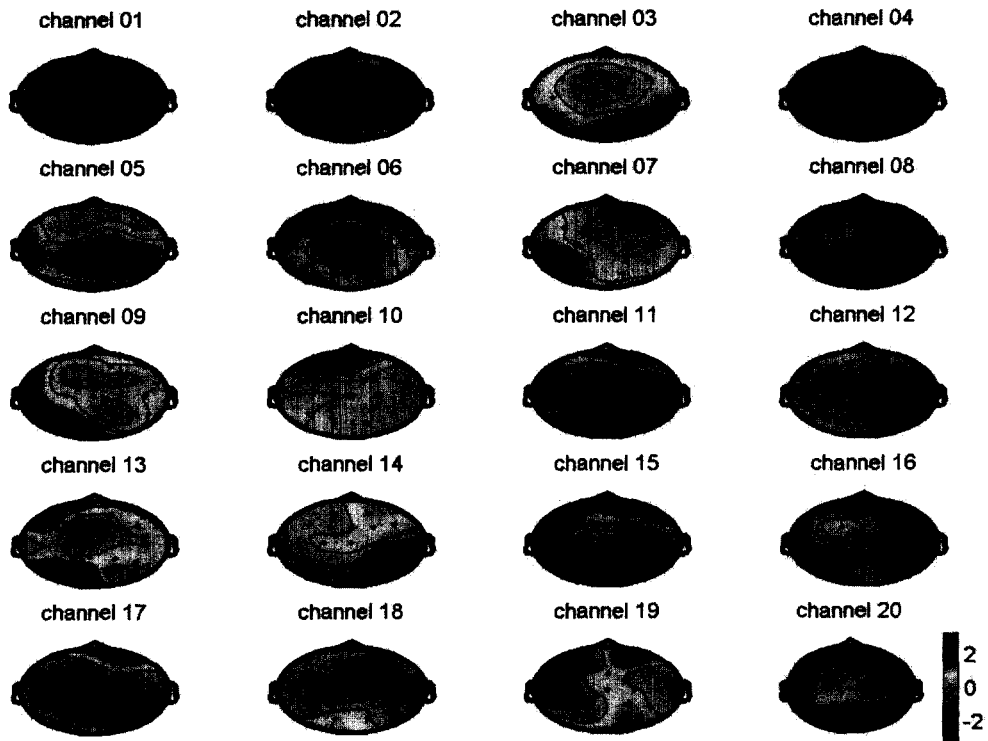 channel 01
channel 02
channel 03
channel 04
channel 05
channel 06
channel 07
channel 08
channel 09
channel 10
channel 11
channel 12
channel 13
channel 14
channel 15
channel 16
channel 17
channel 18
channel 19
channel 20
2
0
-2